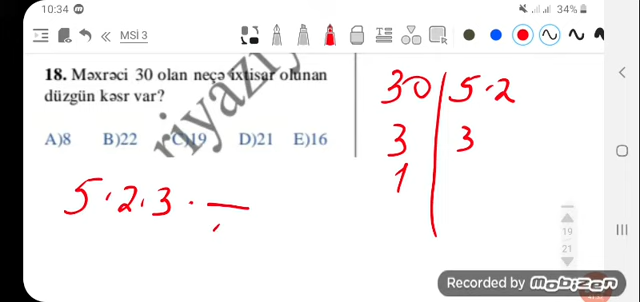 10:34
34%
MSİ 3
18. Məxrəci 30 olan neçə ixtisar olunan
düzgün kəsr var?
A)8 B)22 C)19 D)21 E)16
riyazi
30 5·2
3 3
1
5·2·3·
19
21
Recorded by mobizen